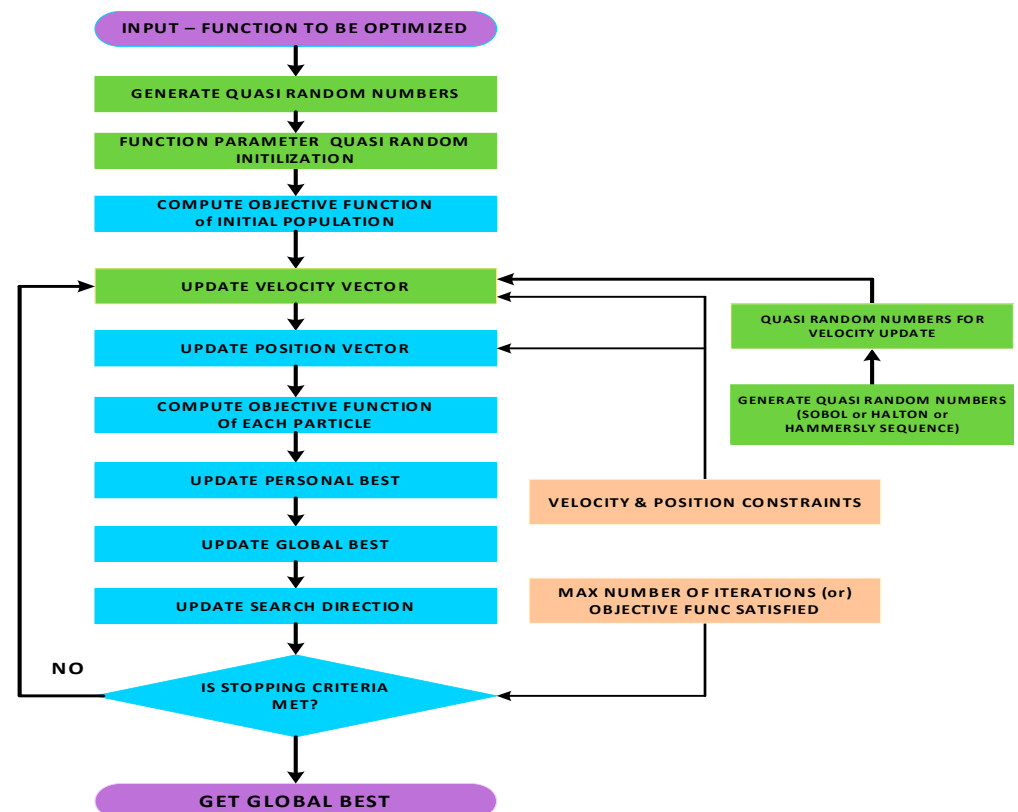 INPUT – FUNCTION TO BE OPTIMIZED
GENERATE QUASI RANDOM NUMBERS
FUNCTION PARAMETER QUASI RANDOM
INITILIZATION
COMPUTE OBJECTIVE FUNCTION
of INITIAL POPULATION
UPDATE VELOCITY VECTOR
QUASI RANDOM NUMBERS FOR
VELOCITY UPDATE
UPDATE POSITION VECTOR
GENERATE QUASI RANDOM NUMBERS
(SOBOL or HALTON or
HAMMERSLY SEQUENCE)
COMPUTE OBJECTIVE FUNCTION
Of EACH PARTICLE
UPDATE PERSONAL BEST
VELOCITY & POSITION CONSTRAINTS
UPDATE GLOBAL BEST
UPDATE SEARCH DIRECTION
MAX NUMBER OF ITERATIONS (or)
OBJECTIVE FUNC SATISFIED
NO
IS STOPPING CRITERIA
MET?
GET GLOBAL BEST